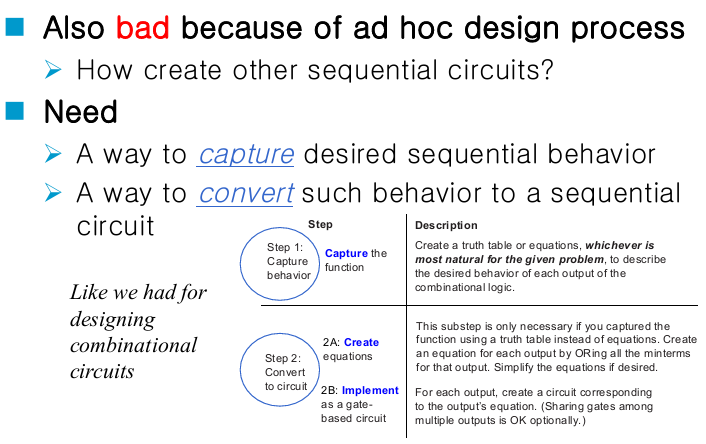 Also bad because of ad hoc design process
How create other sequential circuits?
Need
A way to capture desired sequential behavior
A way to convert such behavior to a sequential
circuit
Like we had for
designing
combinational
circuits
Step
Description
Step 1:
Capture
behavior
Capture the
function
Create a truth table or equations, whichever is
most natural for the given problem, to describe
the desired behavior of each output of the
combinational logic.
Step 2:
Convert
to circuit
2A: Create
equations
This substep is only necessary if you captured the
function using a truth table instead of equations. Create
an equation for each output by ORing all the minterms
for that output. Simplify the equations if desired.
2B: Implement
as a gate-
based circuit
For each output, create a circuit corresponding
to the output's equation. (Sharing gates among
multiple outputs is OK optionally.)